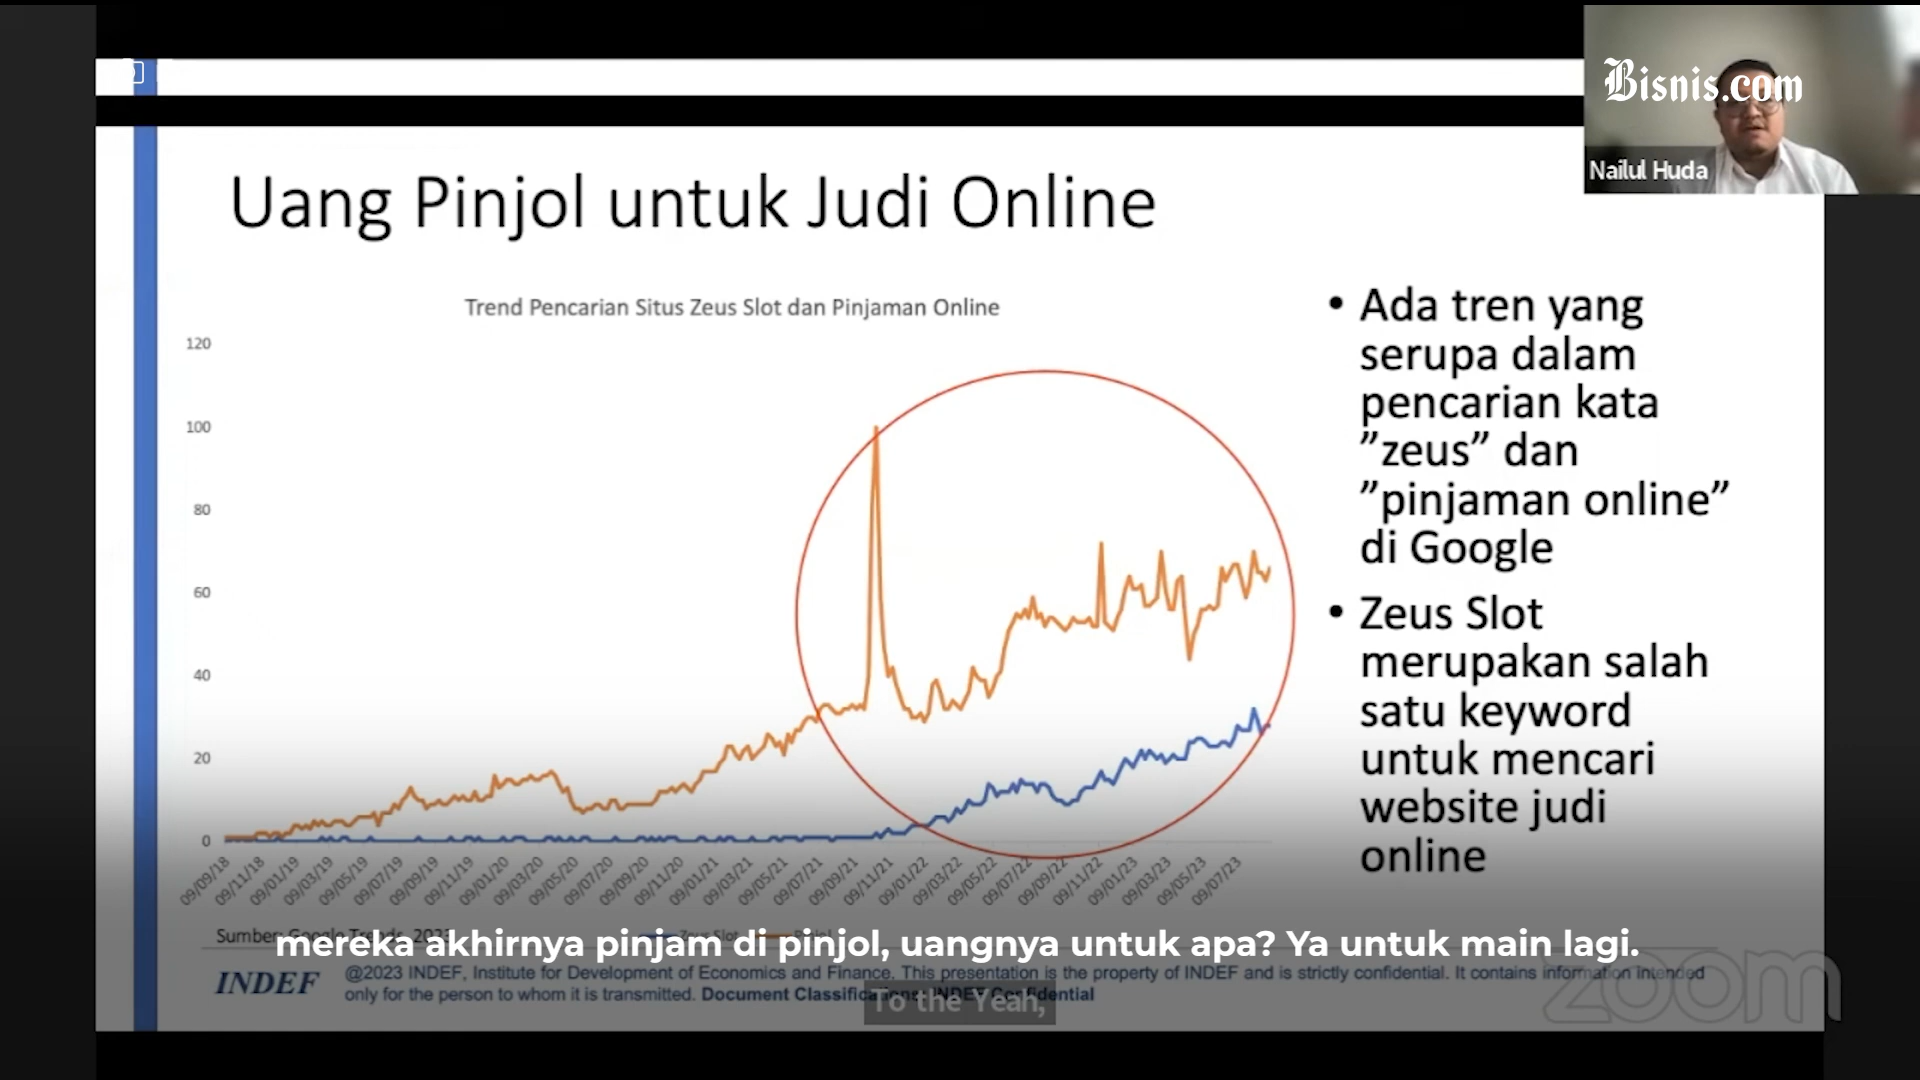 Bisnis.com
Nailul Huda
Uang Pinjol untuk Judi Online
Trend Pencarian Situs Zeus Slot dan Pinjaman Online
120
100
80
60
40
20
0
09/09/18
09/11/18
09/01/19
09/03/19
09/05/19
09/07/19
09/09/19
09/11/19
09/01/20
09/03/20
09/05/20
09/07/20
09/09/20
09/11/20
09/01/21
09/03/21
09/05/21
09/07/21
09/09/21
09/11/21
09/01/22
09/03/22
09/05/22
09/07/22
09/09/22
09/11/22
09/01/23
09/03/23
09/05/23
09/07/23
• Ada tren yang
serupa dalam
pencarian kata
”zeus” dan
”pinjaman online”
di Google
• Zeus Slot
merupakan salah
satu keyword
untuk mencari
website judi
online
Sumber: Google Trends,
Zeus Slot
mereka akhirnya pinjam di pinjol, uangnya untuk apa? Ya untuk main lagi.
INDEF
@2023 INDEF, Institute for Development of Economics and Finance. This presentation is the property of INDEF and is strictly confidential. It contains information intended
only for the person to whom it is transmitted. Document Classification: INDEF Confidential
To the Yeah,
zoom